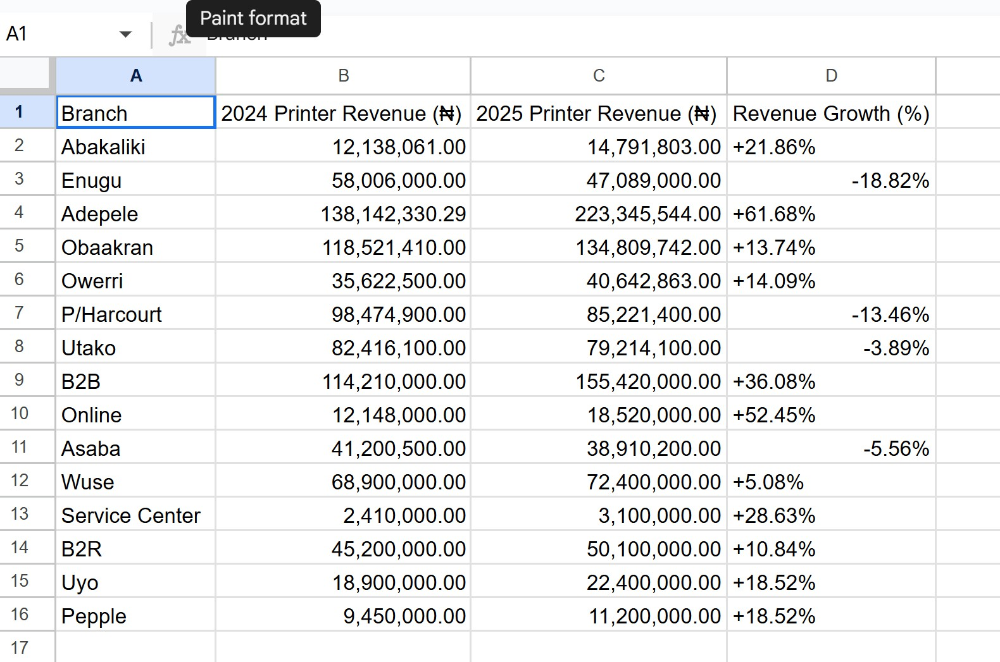 Paint format
A1
A B C D
1 Branch 2024 Printer Revenue (₦) 2025 Printer Revenue (₦) Revenue Growth (%)
2 Abakaliki 12,138,061.00 14,791,803.00 +21.86%
3 Enugu 58,006,000.00 47,089,000.00 -18.82%
4 Adepele 138,142,330.29 223,345,544.00 +61.68%
5 Obaakran 118,521,410.00 134,809,742.00 +13.74%
6 Owerri 35,622,500.00 40,642,863.00 +14.09%
7 P/Harcourt 98,474,900.00 85,221,400.00 -13.46%
8 Utako 82,416,100.00 79,214,100.00 -3.89%
9 B2B 114,210,000.00 155,420,000.00 +36.08%
10 Online 12,148,000.00 18,520,000.00 +52.45%
11 Asaba 41,200,500.00 38,910,200.00 -5.56%
12 Wuse 68,900,000.00 72,400,000.00 +5.08%
13 Service Center 2,410,000.00 3,100,000.00 +28.63%
14 B2R 45,200,000.00 50,100,000.00 +10.84%
15 Uyo 18,900,000.00 22,400,000.00 +18.52%
16 Pepple 9,450,000.00 11,200,000.00 +18.52%
17